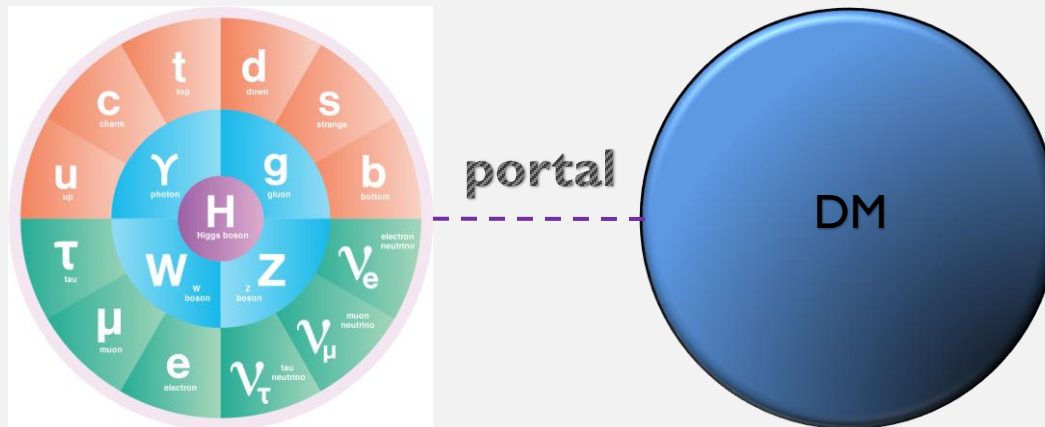 t
top
d
down
c
charm
s
strange
u
up
γ
photon
g
gluon
b
bottom
H
Higgs boson
portal
DM
τ
tau
W
W
boson
Z
Z
boson
νe
electron
neutrino
μ
muon
νμ
muon
neutrino
e
electron
ντ
tau
neutrino